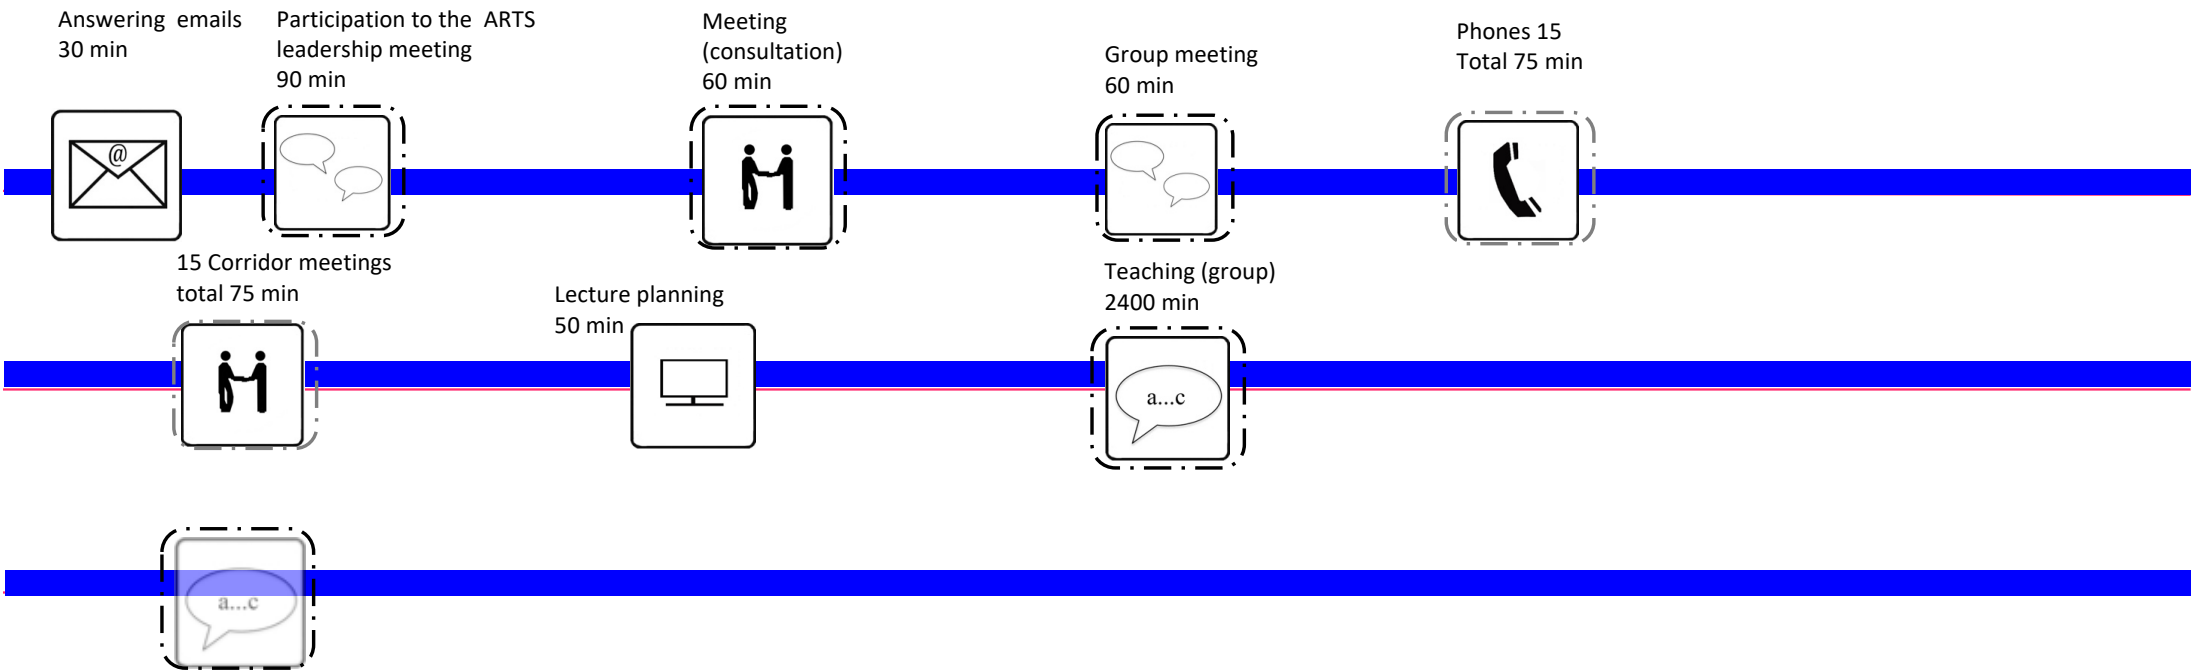 Answering emails
30 min
Participation to the ARTS
leadership meeting
90 min
Meeting
(consultation)
60 min
Group meeting
60 min
Phones 15
Total 75 min
@
15 Corridor meetings
total 75 min
Lecture planning
50 min
Teaching (group)
2400 min
a...c
a...c